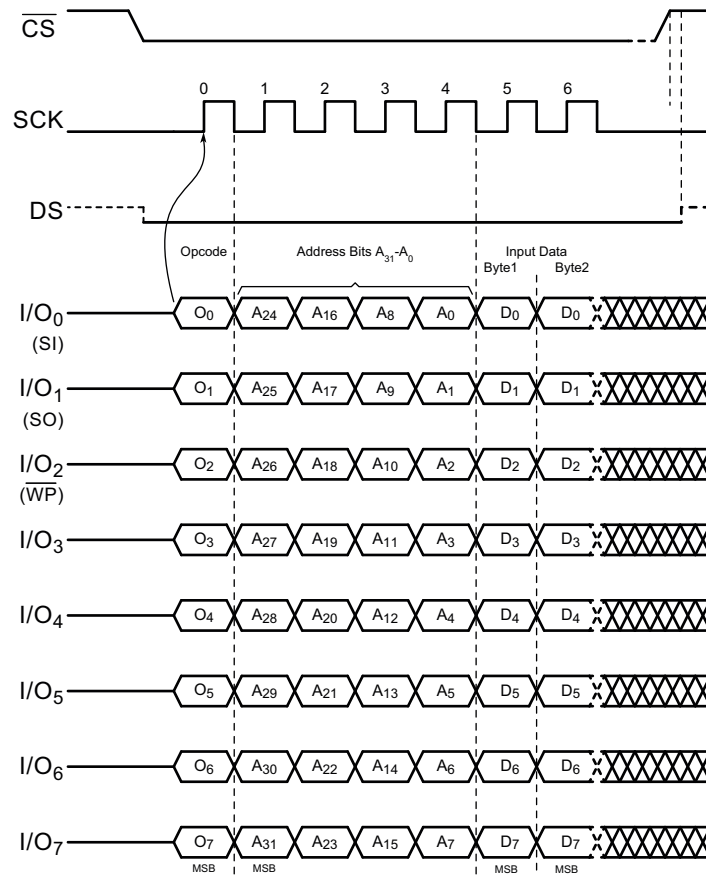 CS
0 1 2 3 4 5 6
SCK
DS
Opcode Address Bits A31-A0 Input Data
Byte1 Byte2
I/O0 O0 A24 A16 A8 A0 D0 D0
(SI)
I/O1 O1 A25 A17 A9 A1 D1 D1
(SO)
I/O2 O2 A26 A18 A10 A2 D2 D2
(WP)
I/O3 O3 A27 A19 A11 A3 D3 D3
I/O4 O4 A28 A20 A12 A4 D4 D4
I/O5 O5 A29 A21 A13 A5 D5 D5
I/O6 O6 A30 A22 A14 A6 D6 D6
I/O7 O7 A31 A23 A15 A7 D7 D7
MSB MSB MSB MSB